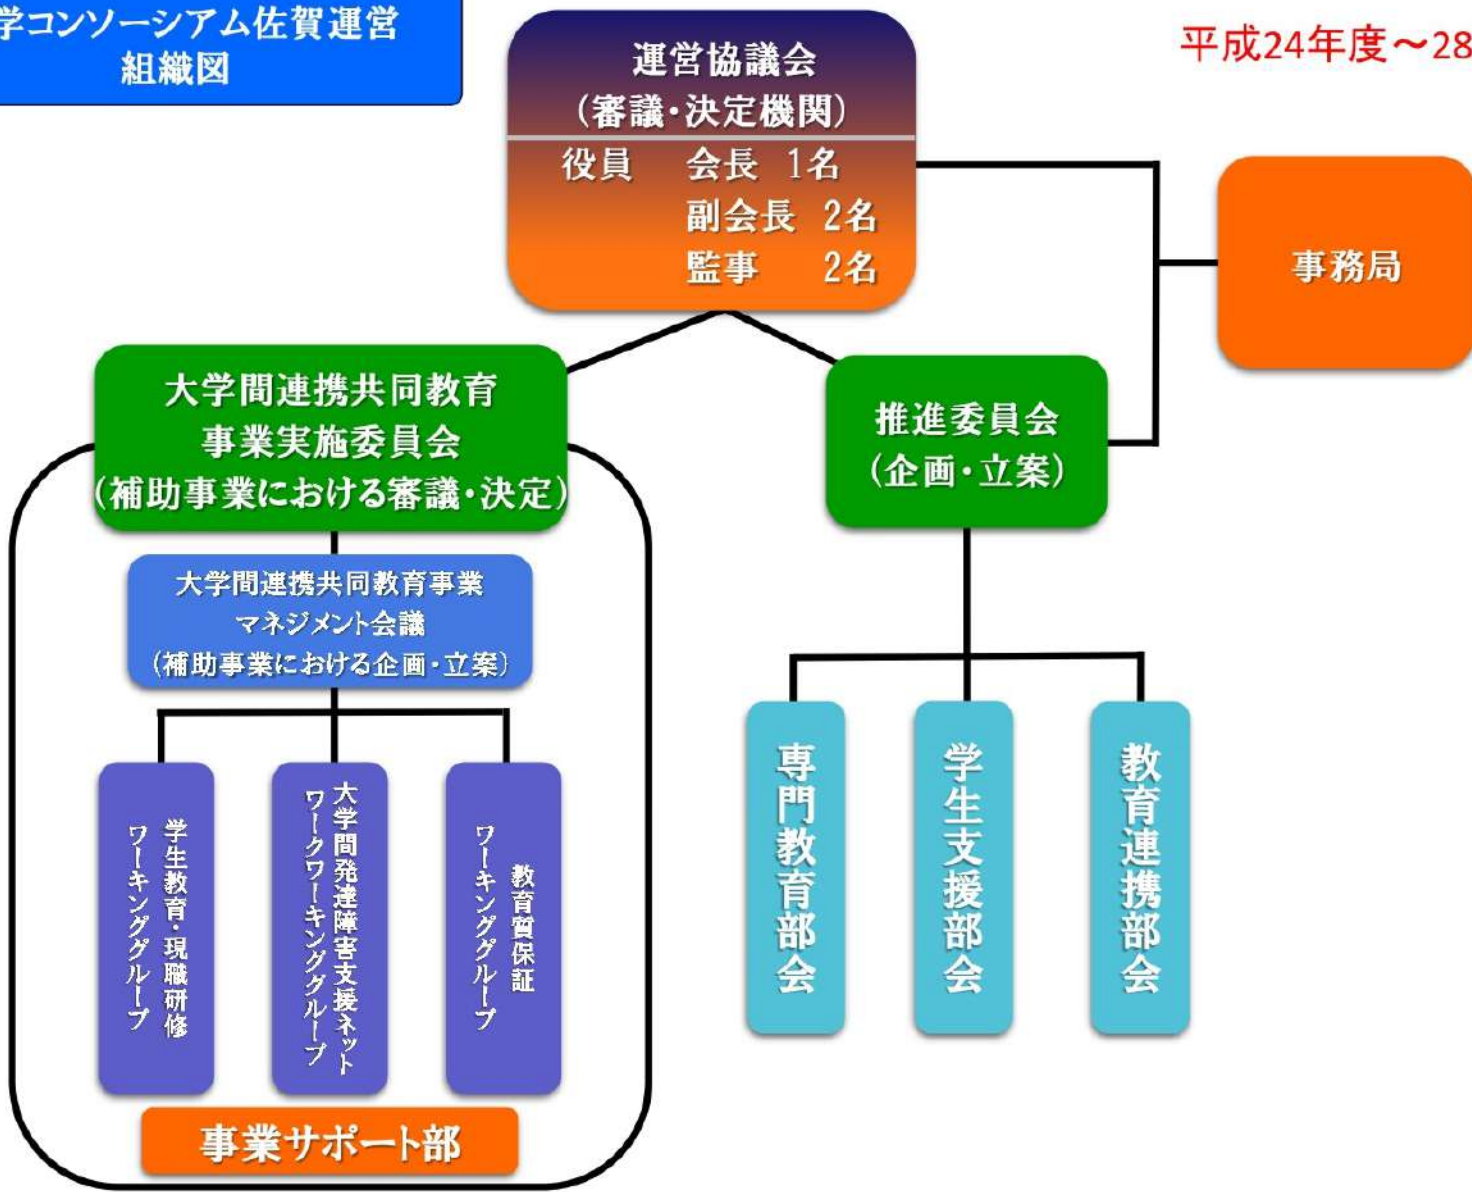 学コンソーシアム佐賀運営
組織図
平成24年度～28
運営協議会
（審議・決定機関）
役員 会長 1名
副会長 2名
監事 2名
事務局
大学間連携共同教育
事業実施委員会
（補助事業における審議・決定）
推進委員会
（企画・立案）
大学間連携共同教育事業
マネジメント会議
（補助事業における企画・立案）
学生教育・現職研修
ワーキンググループ
大学間発達障害支援ネット
ワークワーキンググループ
教育質保証
ワーキンググループ
専門教育部会
学生支援部会
教育連携部会
事業サポート部